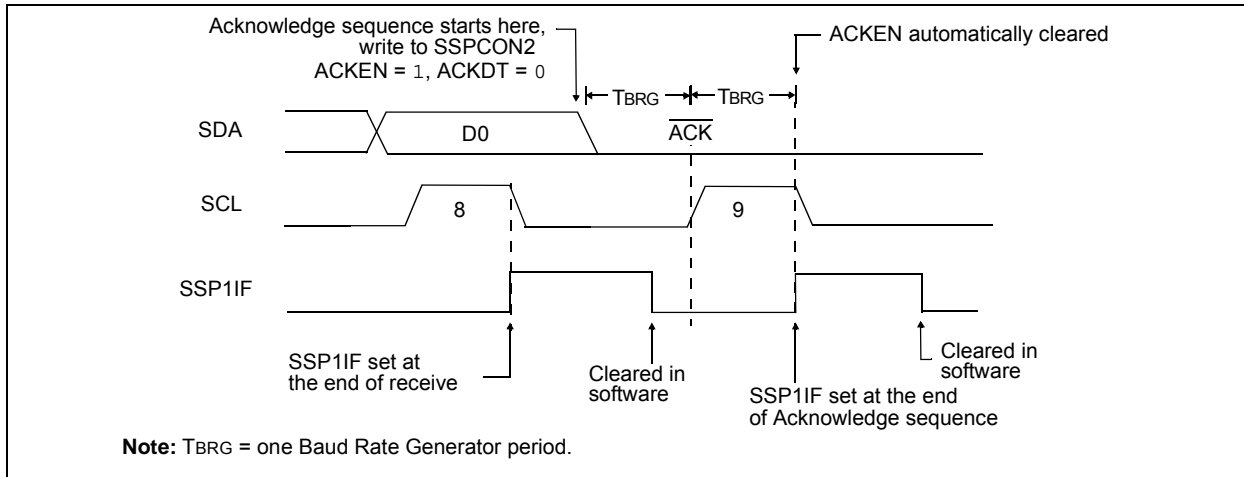 Acknowledge sequence starts here,
write to SSPCON2
ACKEN = 1, ACKDT = 0
ACKEN automatically cleared
TBRG
TBRG
SDA
D0
ACK
SCL
8
9
SSP1IF
SSP1IF set at
the end of receive
Cleared in
software
SSP1IF set at the end
of Acknowledge sequence
Cleared in
software
Note: TBRG = one Baud Rate Generator period.